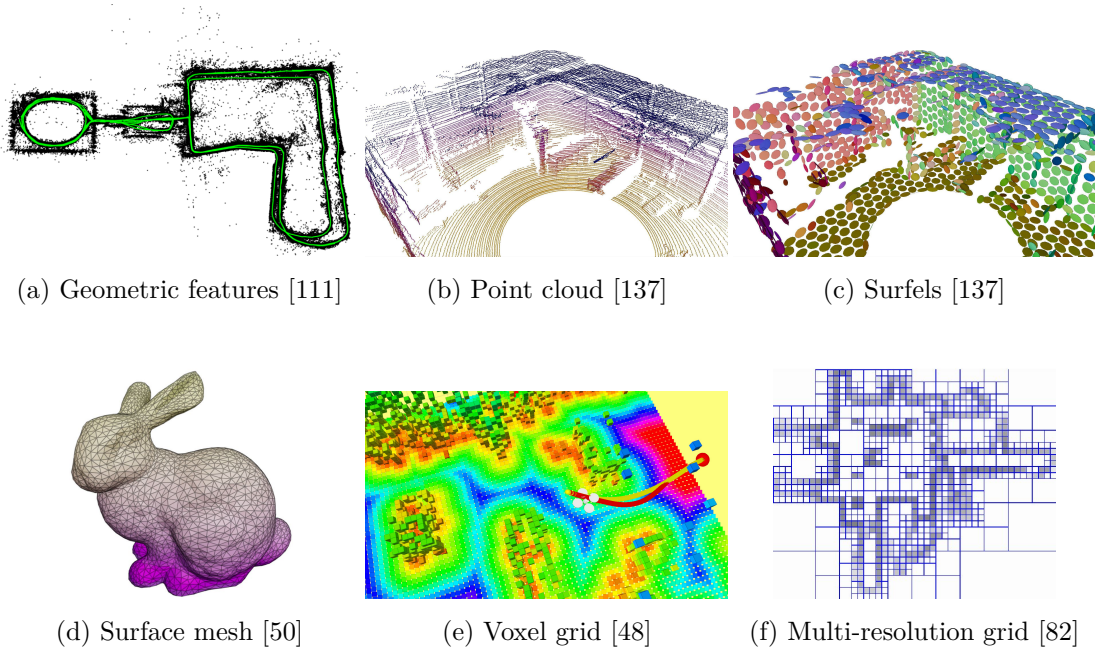 (a) Geometric features [111]
(b) Point cloud [137]
(c) Surfels [137]
(d) Surface mesh [50]
(e) Voxel grid [48]
(f) Multi-resolution grid [82]